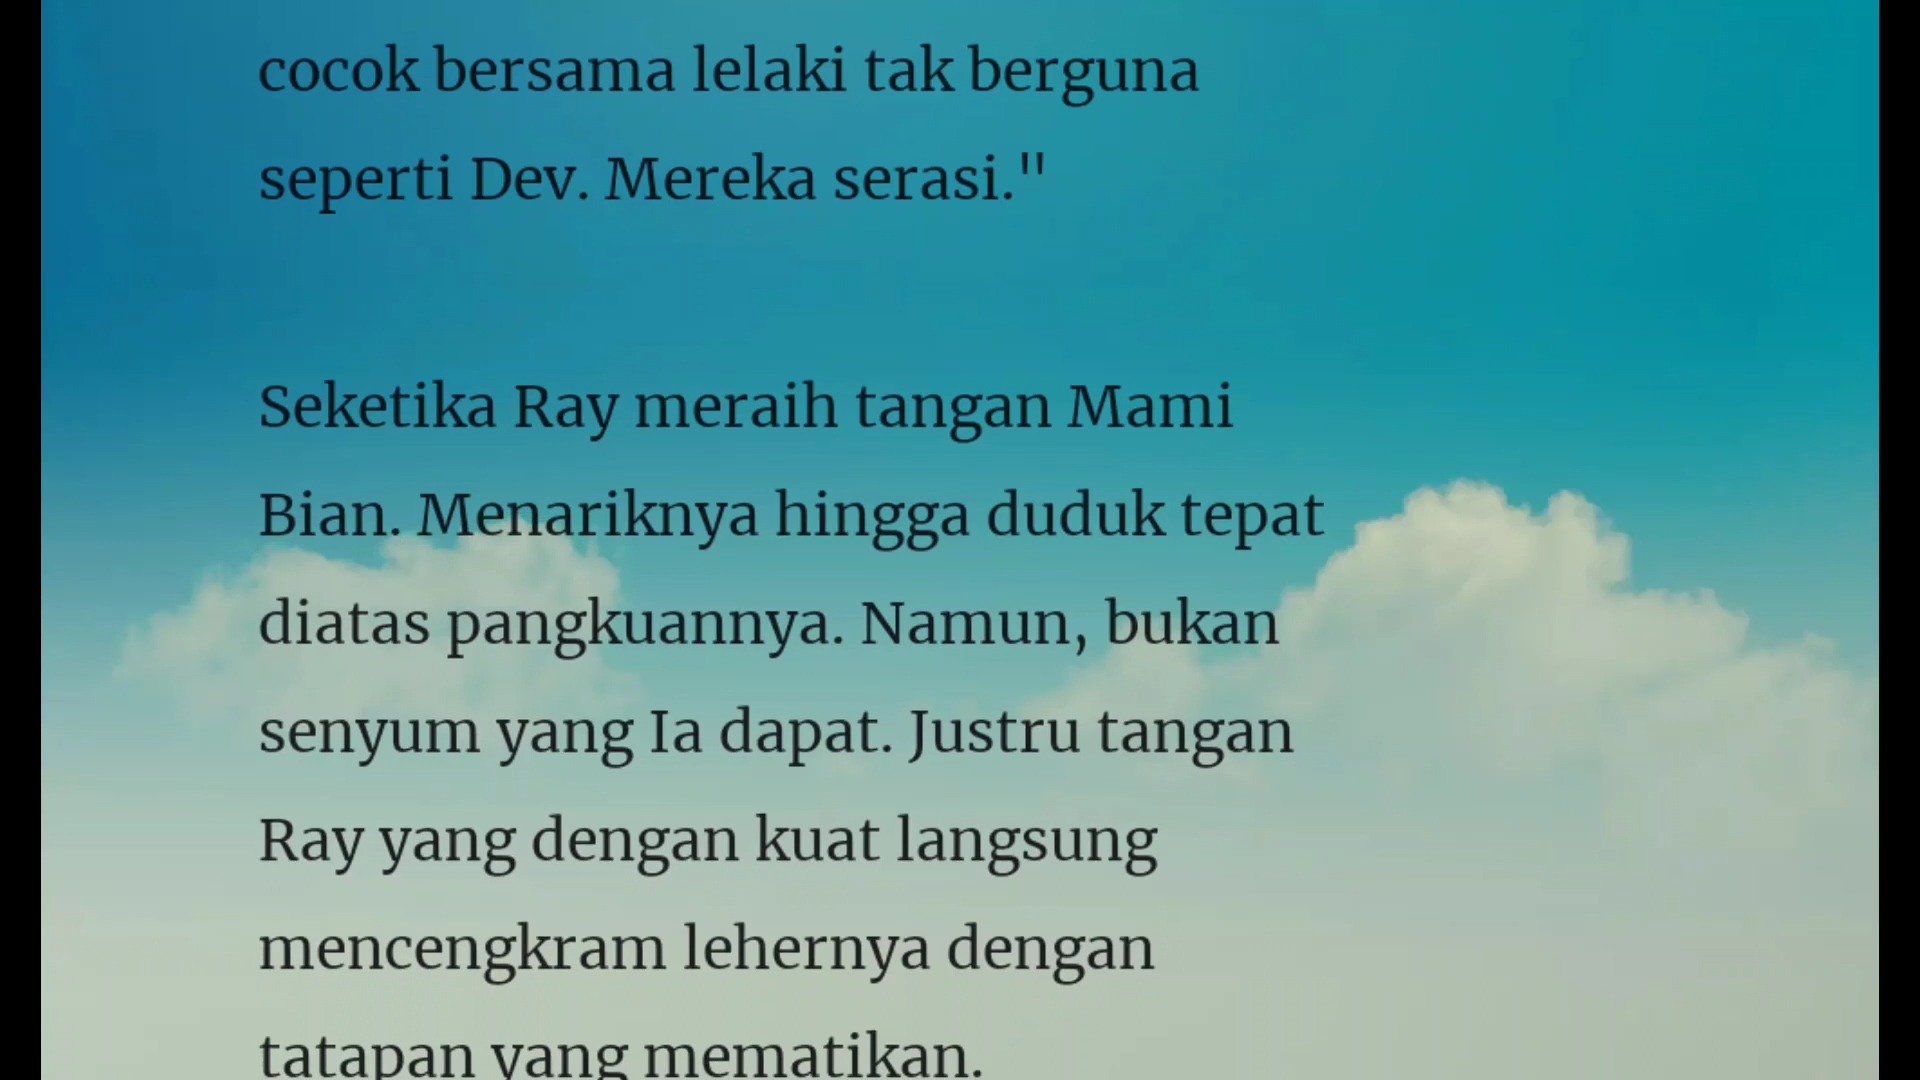 cocok bersama lelaki tak berguna
seperti Dev. Mereka serasi."
Seketika Ray meraih tangan Mami
Bian. Menariknya hingga duduk tepat
diatas pangkuannya. Namun, bukan
senyum yang Ia dapat. Justru tangan
Ray yang dengan kuat langsung
mencengkram lehernya dengan
tatapan yang mematikan.